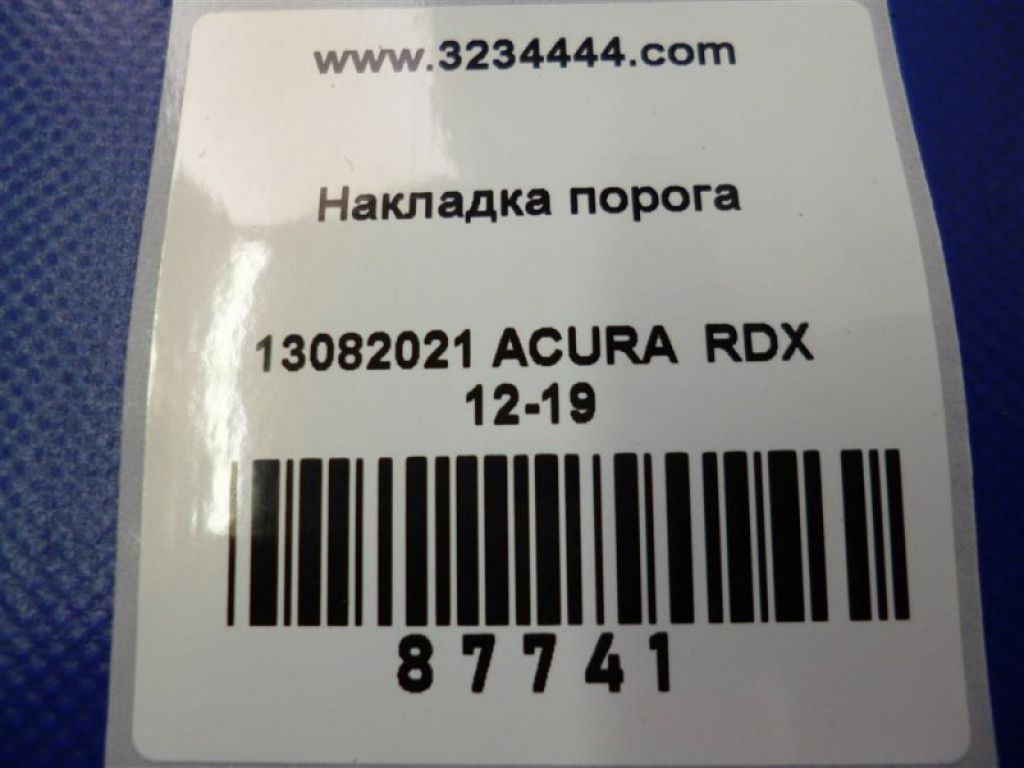 www.3234444.com
Накладка порога
13082021 ACURA RDX
12-19
87741